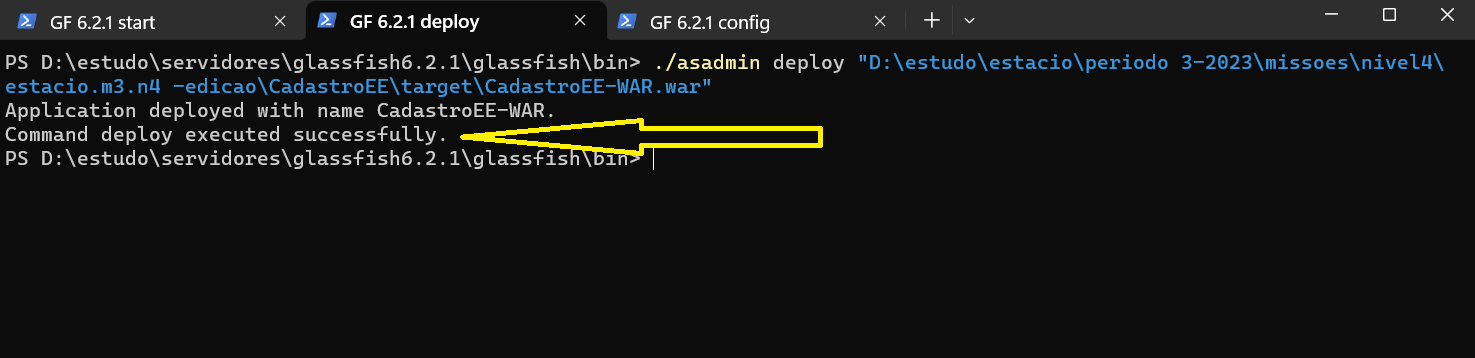 GF 6.2.1 start
GF 6.2.1 deploy
GF 6.2.1 config
PS D:\estudo\servidores\glassfish6.2.1\glassfish\bin> ./asadmin deploy "D:\estudo\estacio\periodo 3-2023\missoes\nivel4\
estacio.m3.n4 -edicao\CadastroEE\target\CadastroEE-WAR.war"
Application deployed with name CadastroEE-WAR.
Command deploy executed successfully.
PS D:\estudo\servidores\glassfish6.2.1\glassfish\bin>